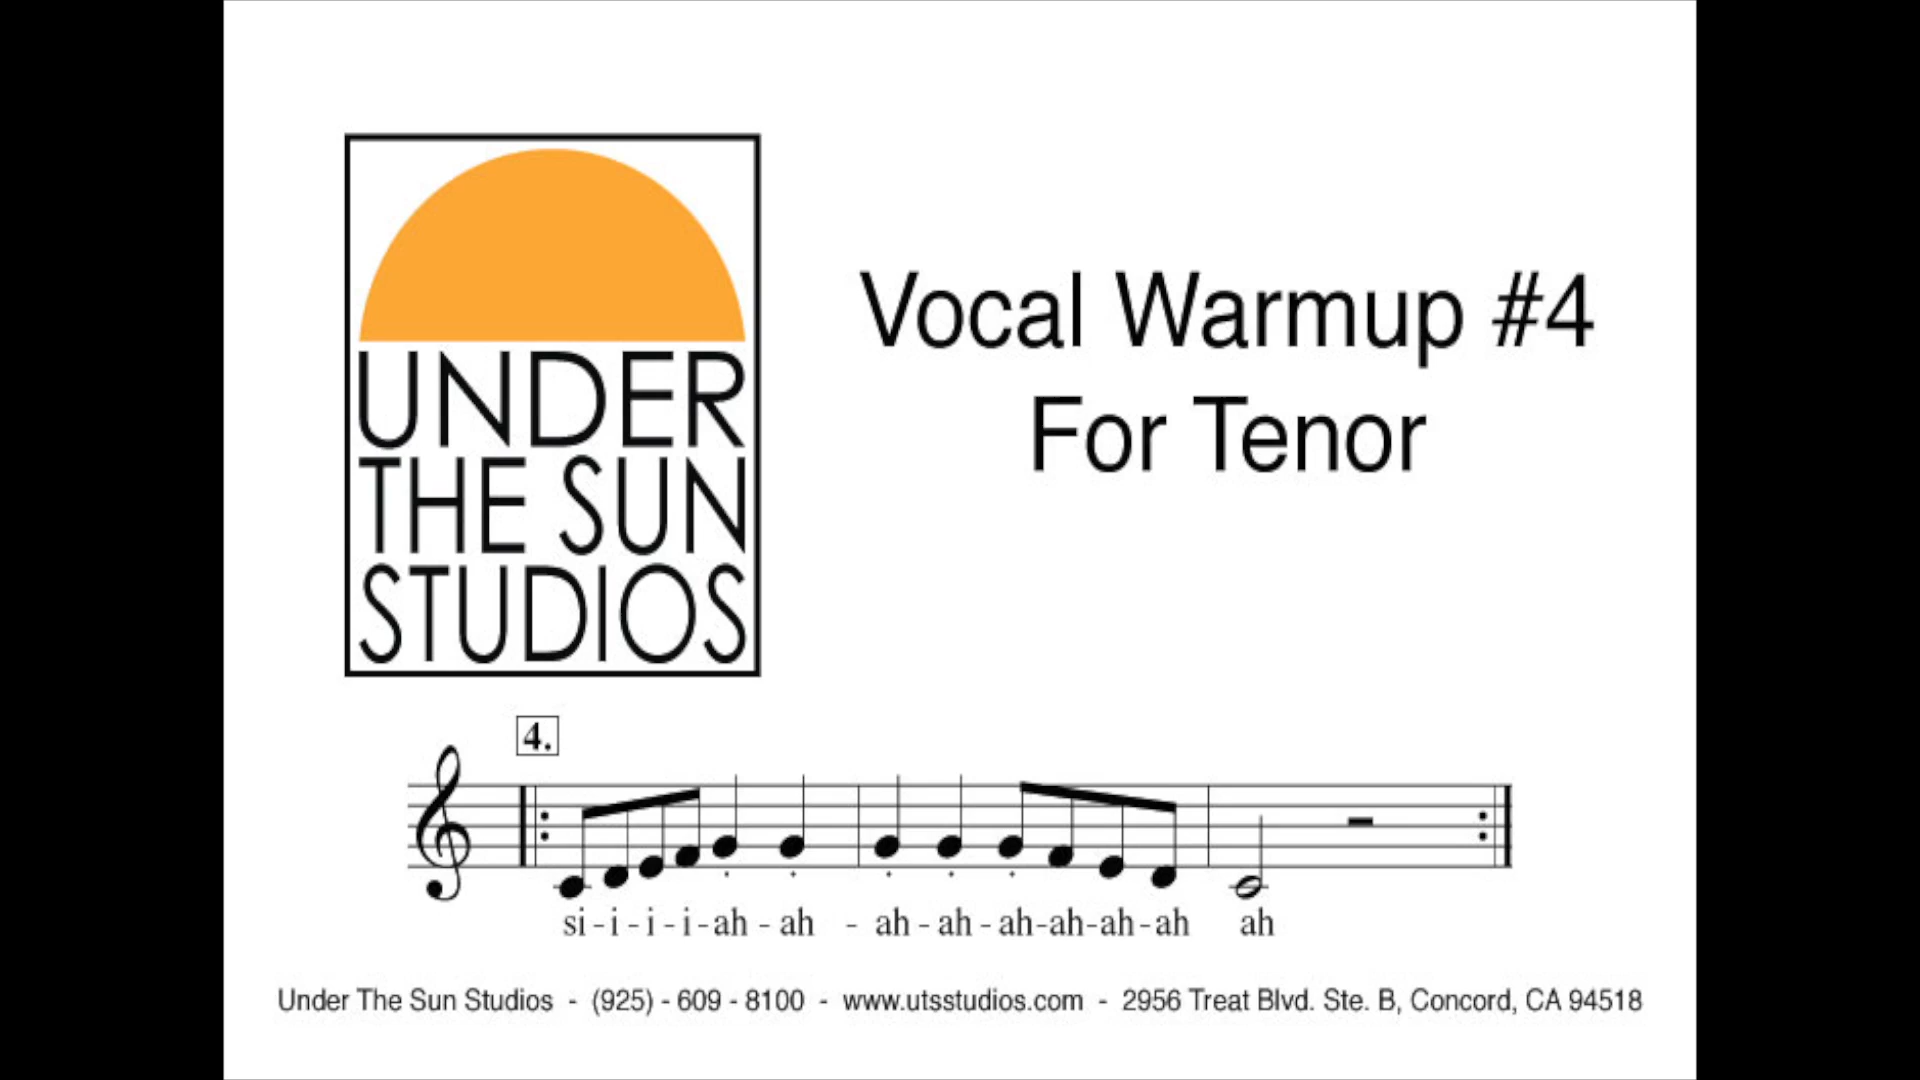 UNDER
THE SUN
STUDIOS
Vocal Warmup #4
For Tenor
4.
si - i - i - i - ah - ah - ah - ah - ah-ah-ah-ah ah
Under The Sun Studios - (925) - 609 - 8100 - www.utsstudios.com - 2956 Treat Blvd. Ste. B, Concord, CA 94518